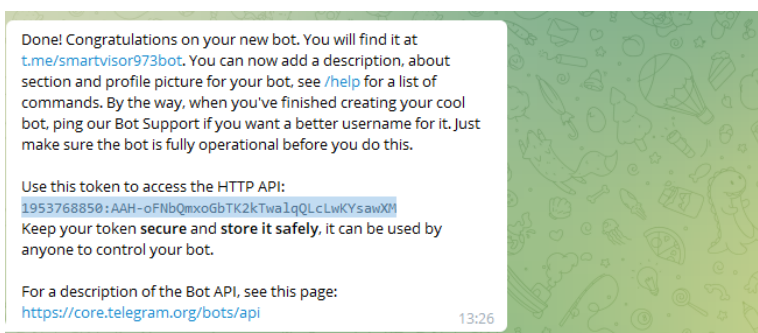 Done! Congratulations on your new bot. You will find it at
t.me/smartvisor973bot. You can now add a description, about
section and profile picture for your bot, see /help for a list of
commands. By the way, when you've finished creating your cool
bot, ping our Bot Support if you want a better username for it. Just
make sure the bot is fully operational before you do this.
Use this token to access the HTTP API:
1953768850:AAH-oFNbQmxoGbTK2kTwalqQLcLwKYsawXM
Keep your token secure and store it safely, it can be used by
anyone to control your bot.
For a description of the Bot API, see this page:
https://core.telegram.org/bots/api
13:26